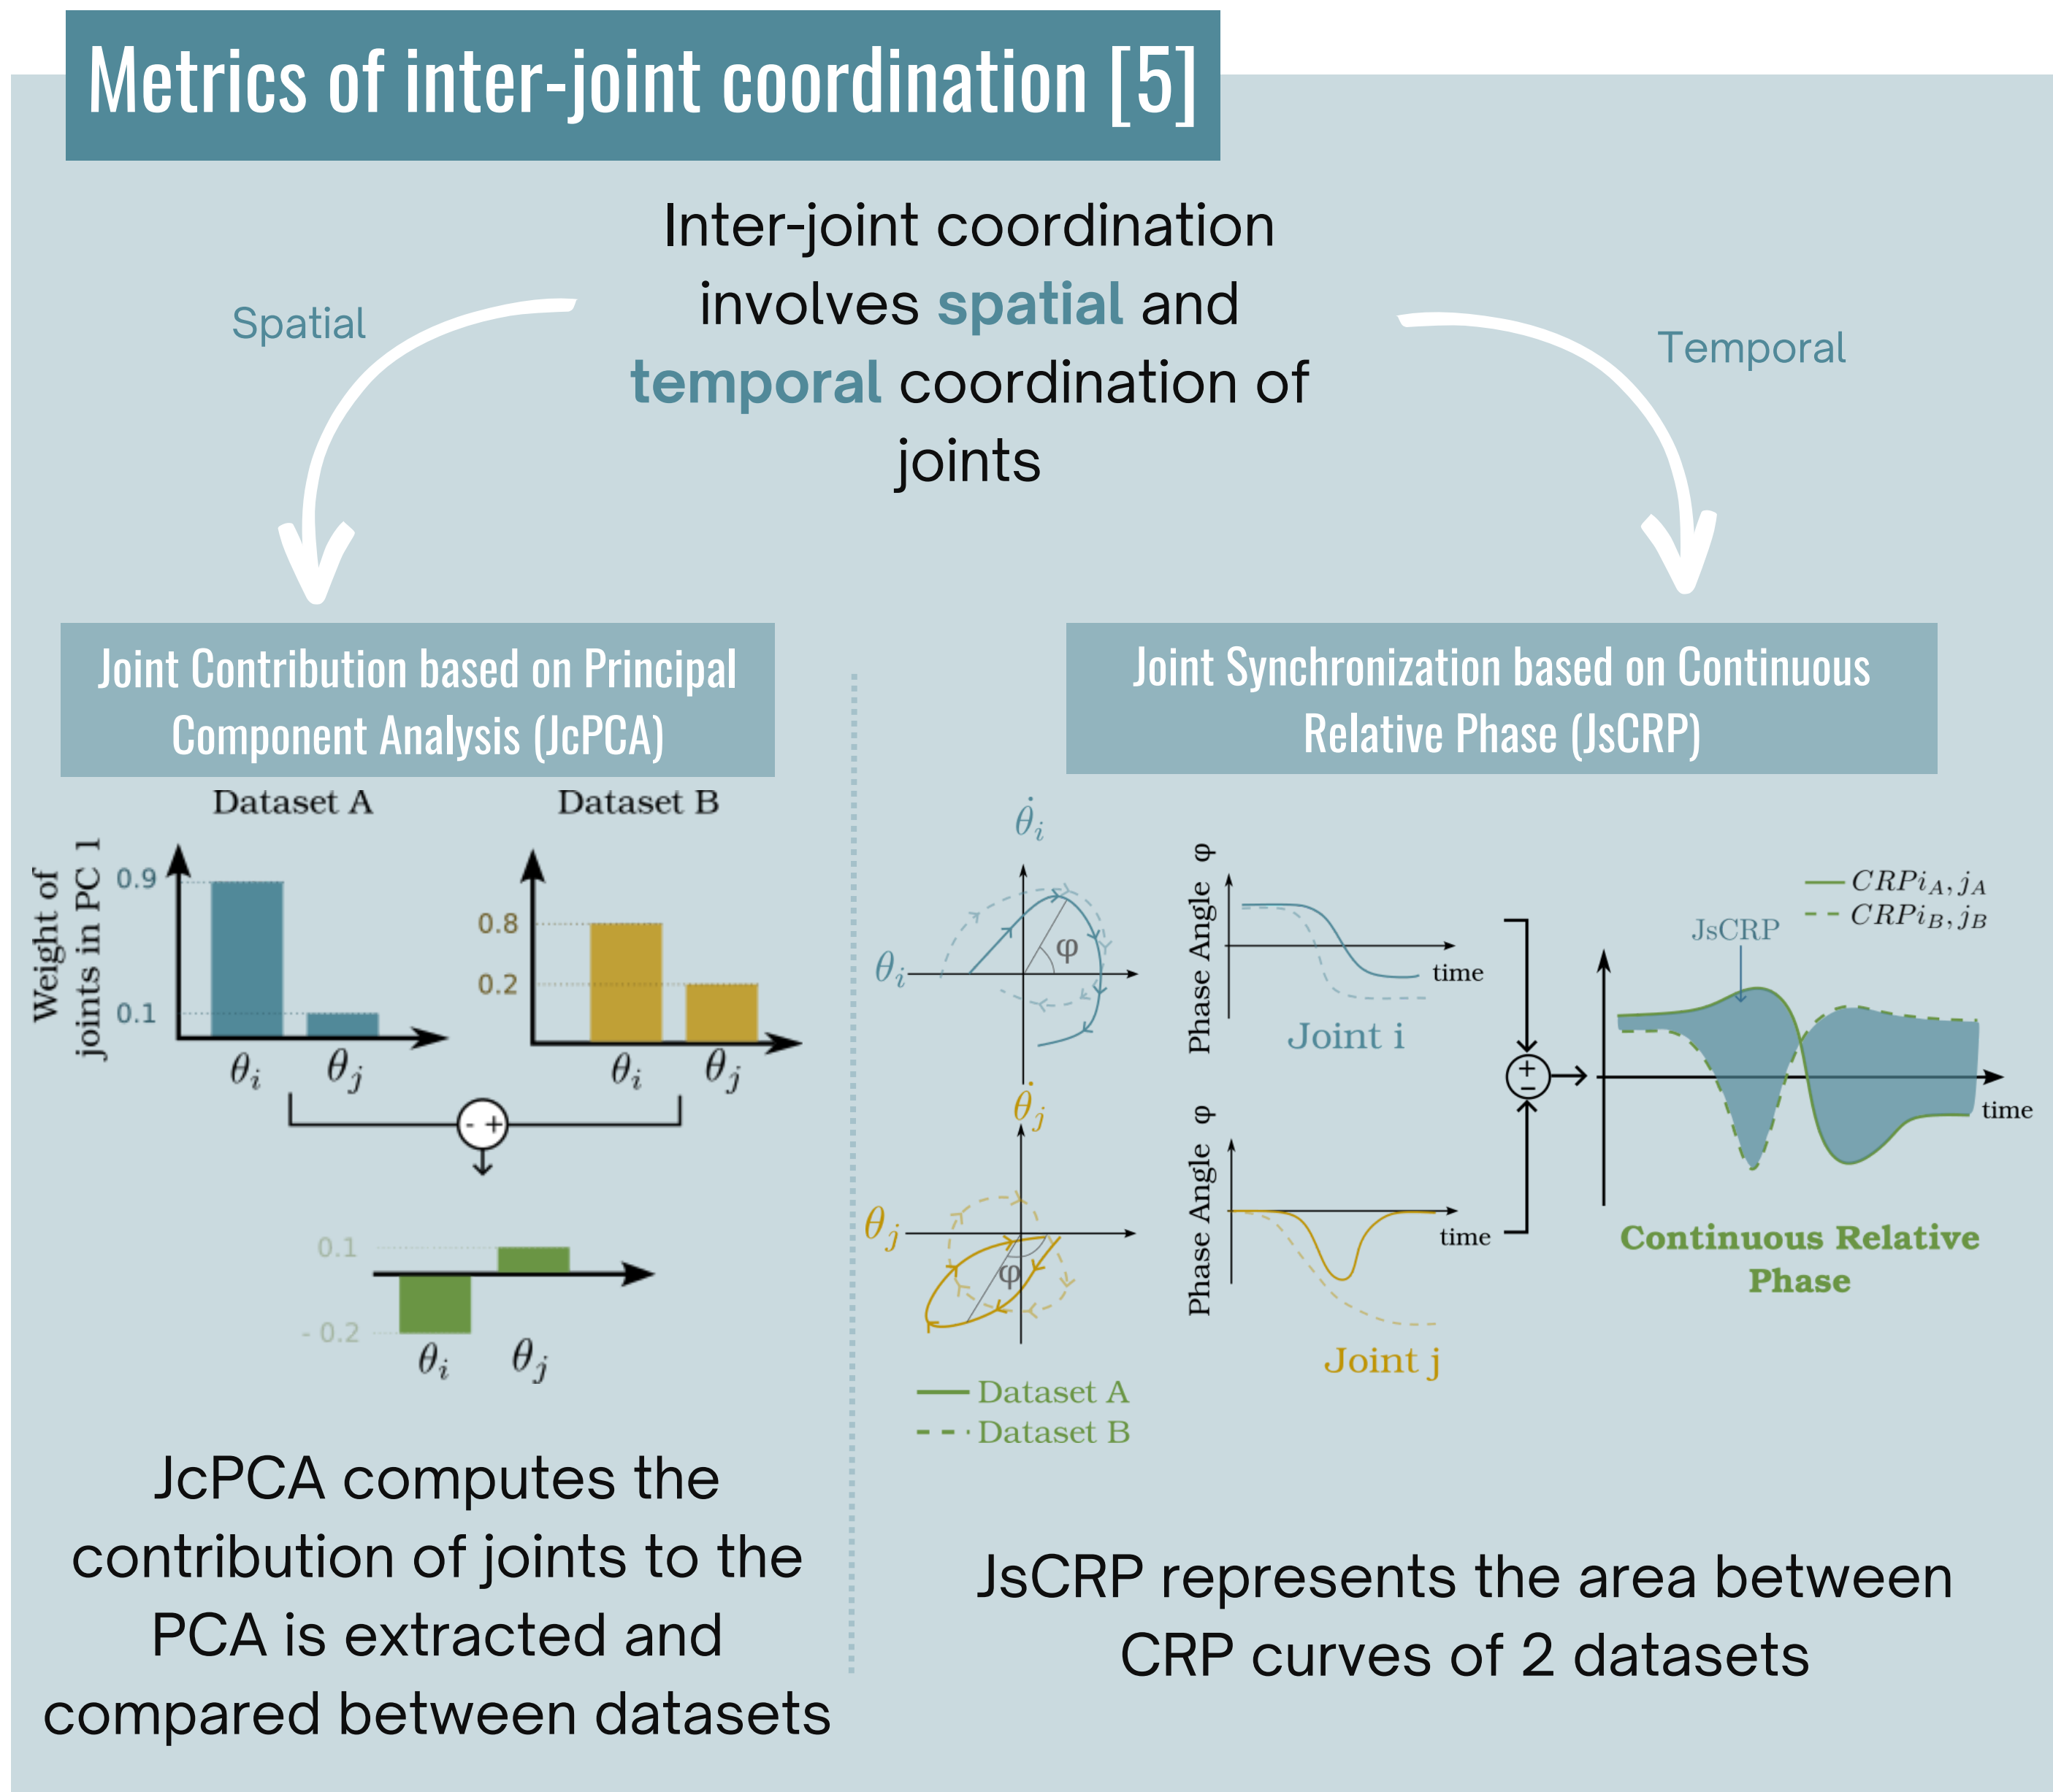 Metrics of inter-joint coordination [5]
Inter-joint coordination
involves spatial and
temporal coordination of
joints
Spatial
Temporal
Joint Contribution based on Principal
Component Analysis (JcPCA)
Dataset A
Dataset B
Weight of
joints in PC 1
0.9
0.1
θi
θj
0.8
0.2
θi
θj
- +
0.1
- 0.2
θi
θj
JcPCA computes the
contribution of joints to the
PCA is extracted and
compared between datasets
Joint Synchronization based on Continuous
Relative Phase (JsCRP)
θ̇i
θi
φ
θ̇j
θj
φ
Dataset A
Dataset B
Phase Angle φ
time
Joint i
Phase Angle φ
time
Joint j
+
−
CRPiA, jA
CRPiB, jB
JsCRP
time
Continuous Relative
Phase
JsCRP represents the area between
CRP curves of 2 datasets